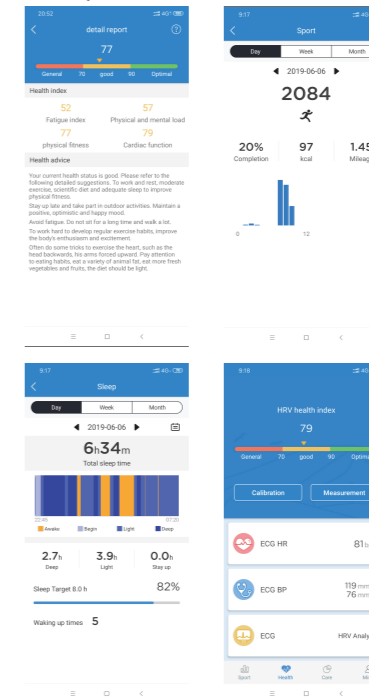 20:52
detail report
77
General 70 good 90 Optimal
Health index
52 57
Fatigue index Physical and mental load
77 79
physical fitness Cardiac function
Health advice
Your current health status is good. Please refer to the
following detailed suggestions. To work and rest, moderate
exercise, scientific diet and adequate sleep to improve
physical fitness.
Stay up late and take part in outdoor activities. Maintain a
positive, optimistic and happy mood.
Avoid fatigue. Do not sit for a long time and walk a lot.
To work hard to develop regular exercise habits, improve
the body's enthusiasm and excitement.
Often do some tricks to exercise the heart, such as the
head backwards, his arms forward upward. Pay attention
to eating habits, eat a variety of animal fat, eat more fresh
vegetables and fruits, the diet should be light.
9:17
Sport
Day Week Month
2019-06-06
2084
20% 97 1.45
Completion kcal Mileag
0 12
9:17
Sleep
Day Week Month
2019-06-06
6h34m
Total sleep time
22:45 07:20
Awake Begin Light Deep
2.7h 3.9h 0.0h
Deep Light Stay up
Sleep Target 8.0 h 82%
Waking up times 5
9:18
HRV health index
79
General 70 good 90 Optima
Calibration Measurement
ECG HR 81
ECG BP 119 mm
76 mm
ECG HRV Analy
Sport Health Care